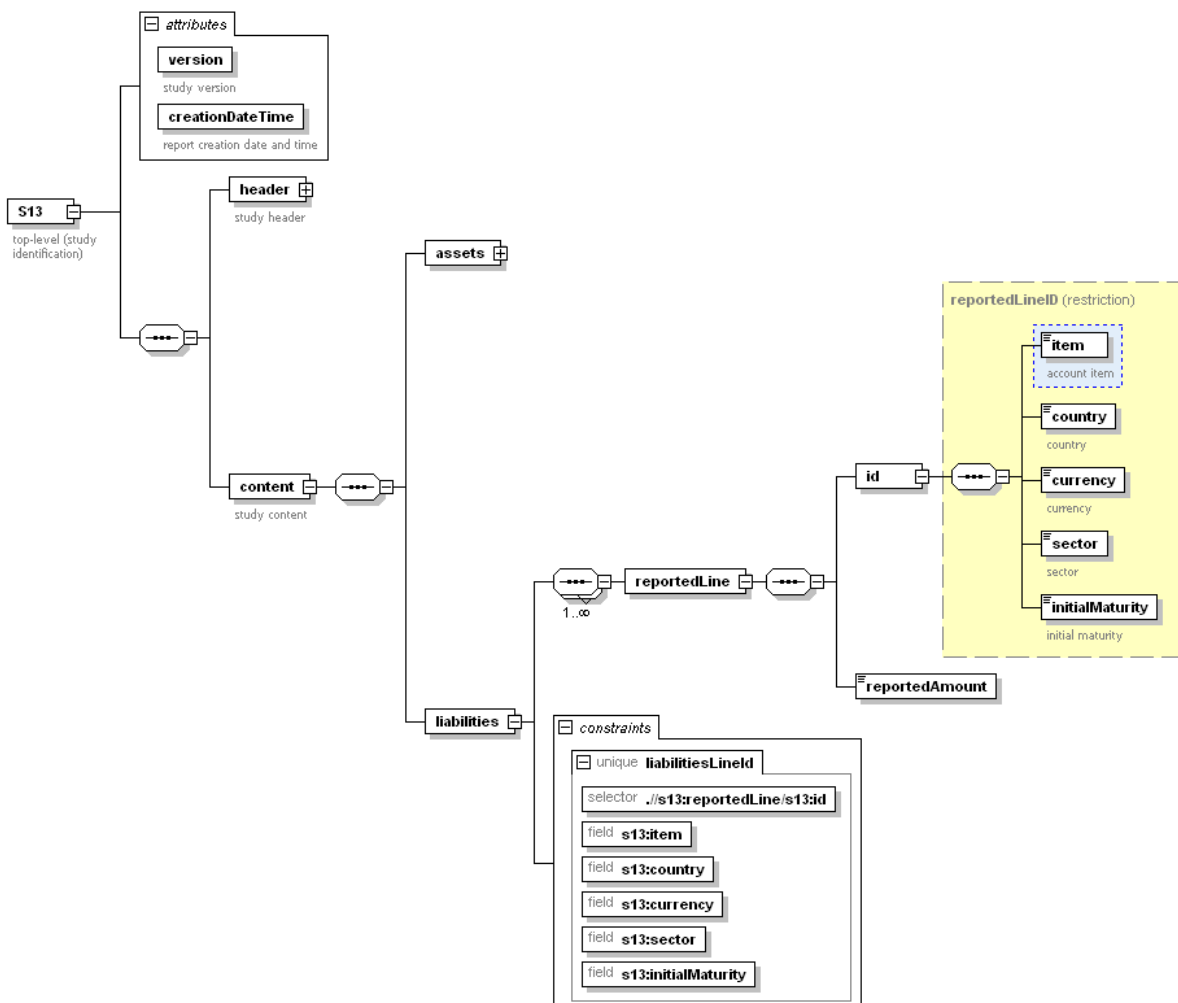 attributes
version
study version
creationDateTime
report creation date and time
S13
top-level (study
identification)
header
study header
content
study content
assets
liabilities
1..∞
reportedLine
id
reportedLineID (restriction)
item
account item
country
country
currency
currency
sector
sector
initialMaturity
initial maturity
reportedAmount
constraints
unique liabilitiesLineId
selector .//s13:reportedLine/s13:id
field s13:item
field s13:country
field s13:currency
field s13:sector
field s13:initialMaturity